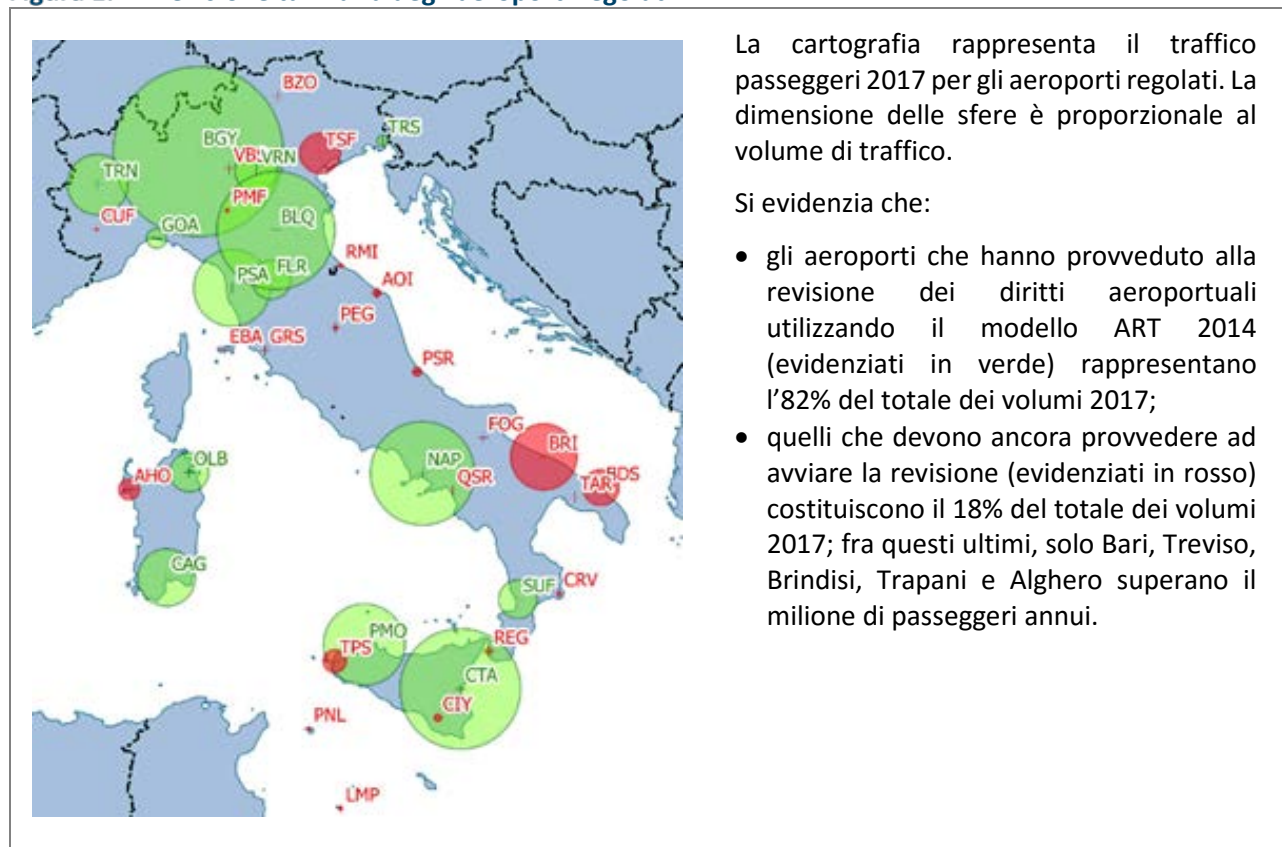 La cartografia rappresenta il traffico
passeggeri 2017 per gli aeroporti regolati. La
dimensione delle sfere è proporzionale al
volume di traffico.
Si evidenzia che:
• gli aeroporti che hanno provveduto alla
revisione dei diritti aeroportuali
utilizzando il modello ART 2014
(evidenziati in verde) rappresentano
l’82% del totale dei volumi 2017;
• quelli che devono ancora provvedere ad
avviare la revisione (evidenziati in rosso)
costituiscono il 18% del totale dei volumi
2017; fra questi ultimi, solo Bari, Treviso,
Brindisi, Trapani e Alghero superano il
milione di passeggeri annui.
BZO
TRS
BGY
TSF
VRN
TRN
PMF
CUF
GOA
BLQ
RMI
PSA
FLR
AOI
PEG
EBA GRS
PSR
FOG
BRI
NAP
OLB
AHO
QSR
TAR
CAG
SUF
CRV
PMO
REG
TPS
CTA
CIY
PNL
LMP